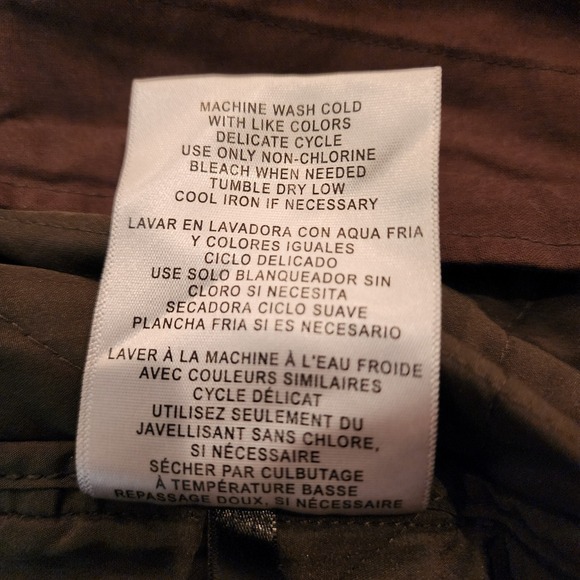 MACHINE WASH COLD
WITH LIKE COLORS
DELICATE CYCLE
USE ONLY NON-CHLORINE
BLEACH WHEN NEEDED
TUMBLE DRY LOW
COOL IRON IF NECESSARY
LAVAR EN LAVADORA CON AQUA FRIA
Y COLORES IGUALES
CICLO DELICADO
USE SOLO BLANQUEADOR SIN
CLORO SI NECESITA
SECADORA CICLO SUAVE
PLANCHA FRIA SI ES NECESARIO
LAVER À LA MACHINE À L'EAU FROIDE
AVEC COULEURS SIMILAIRES
CYCLE DÉLICAT
UTILISEZ SEULEMENT DU
JAVELLISANT SANS CHLORE,
SI NÉCESSAIRE
SÉCHER PAR CULBUTAGE
À TEMPÉRATURE BASSE
REPASSAGE DOUX, SI NÉCESSAIRE